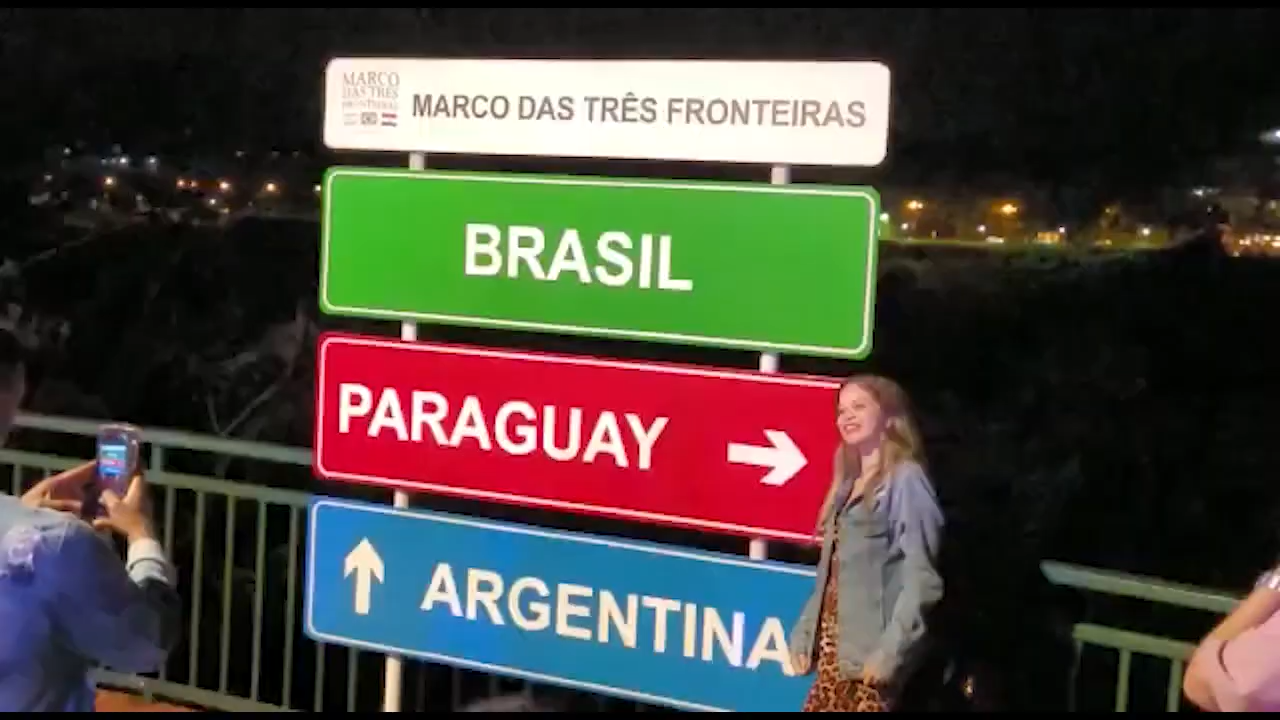 MARCO
DAS TRÊS
FRONTEIRAS
MARCO DAS TRÊS FRONTEIRAS
BRASIL
PARAGUAY
ARGENTINA